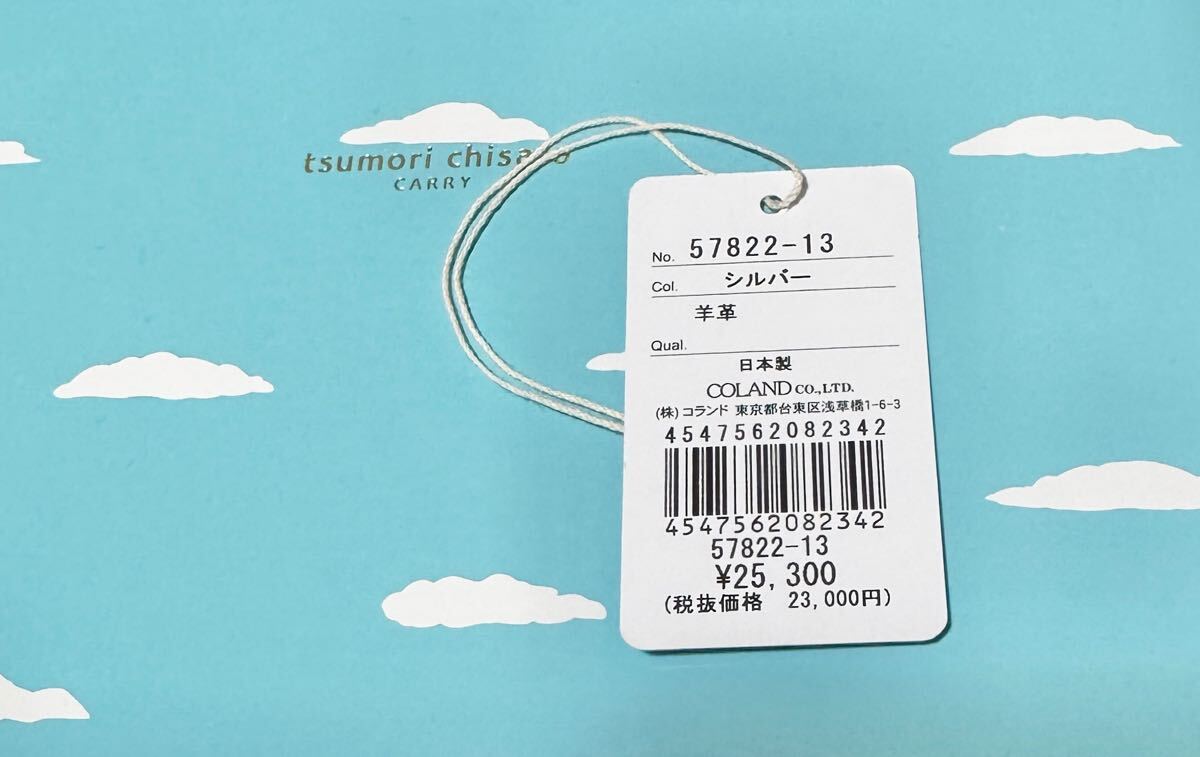 tsumori chisato
CARRY
No. 57822-13
Col. シルバー
羊革
Qual.
日本製
COLAND CO.,LTD.
(株)コランド 東京都台東区浅草橋1-6-3
4547562082342
4547562082342
57822-13
¥25,300
(税抜価格 23,000円)